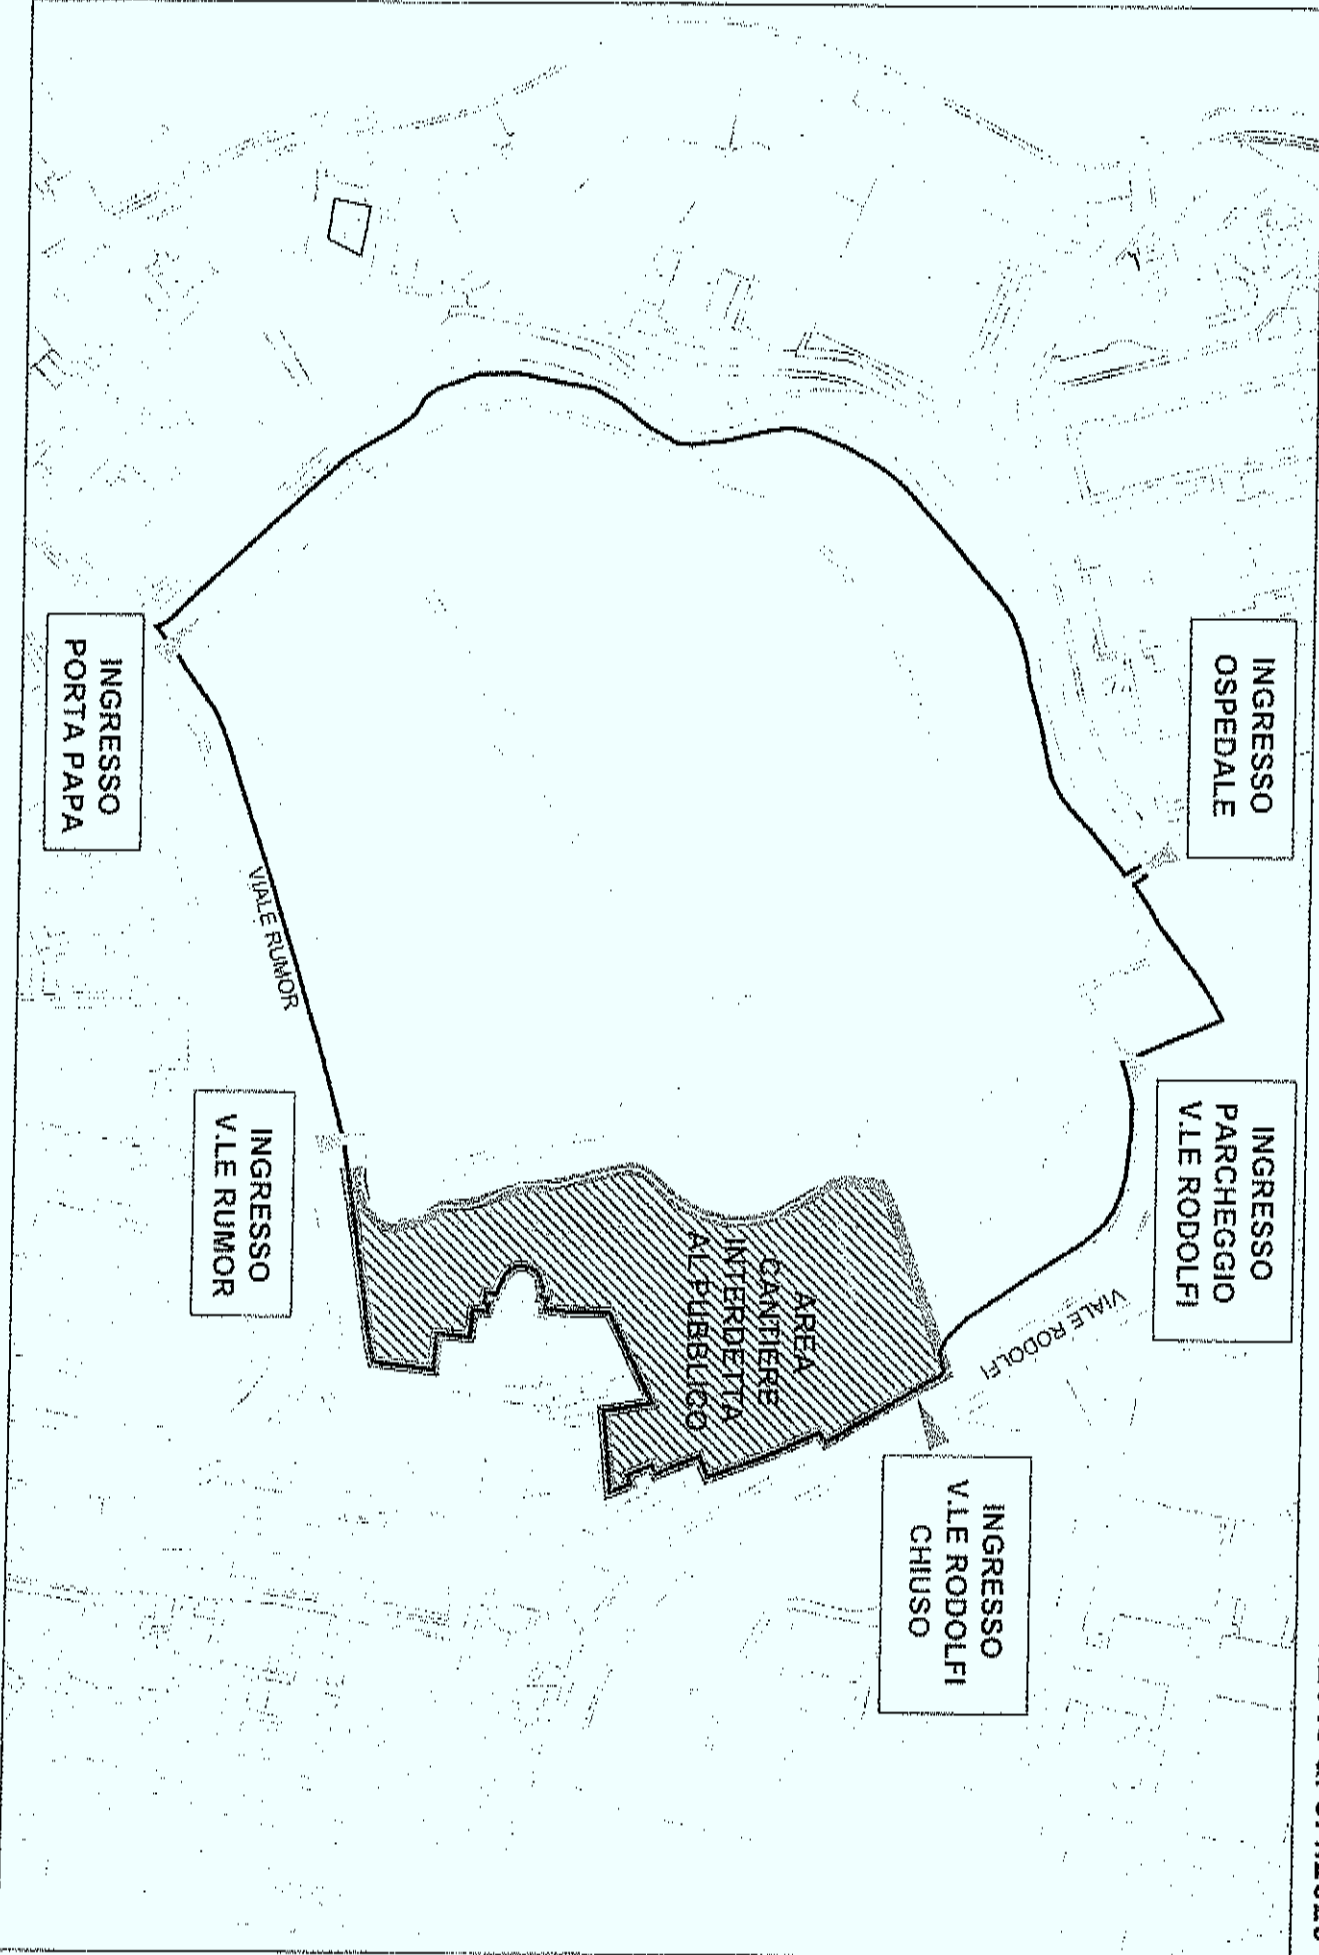 INGRESSO
OSPEDALE
INGRESSO
PARCHEGGIO
V.LE RODOLFI
VIALE RODOLFI
INGRESSO
V.LE RODOLFI
CHIUSO
AREA
CANTIERE
INTERDETTA
AL PUBBLICO
VIALE RUMOR
INGRESSO
V.LE RUMOR
INGRESSO
PORTA PAPA